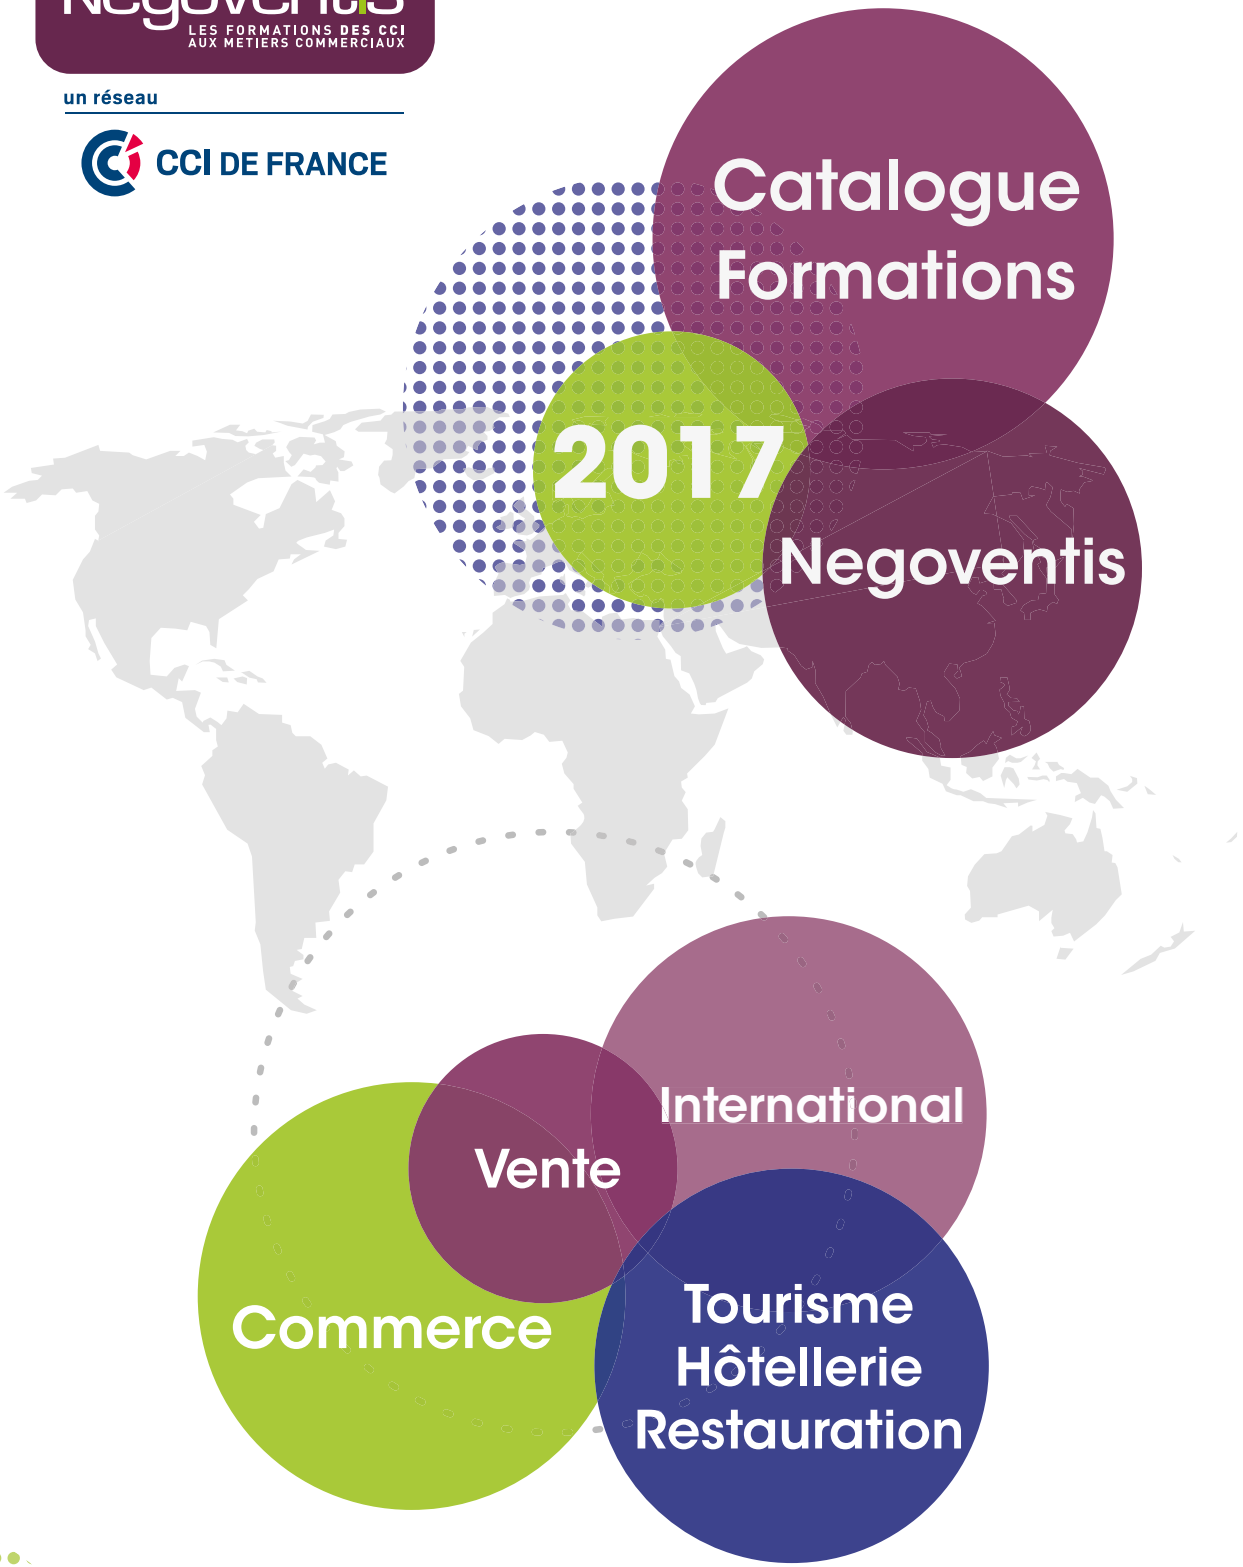 Negoventis
LES FORMATIONS DES CCI
AUX METIERS COMMERCIAUX
un réseau
CCI DE FRANCE
Catalogue
Formations
2017
Negoventis
International
Vente
Commerce
Tourisme
Hôtellerie
Restauration